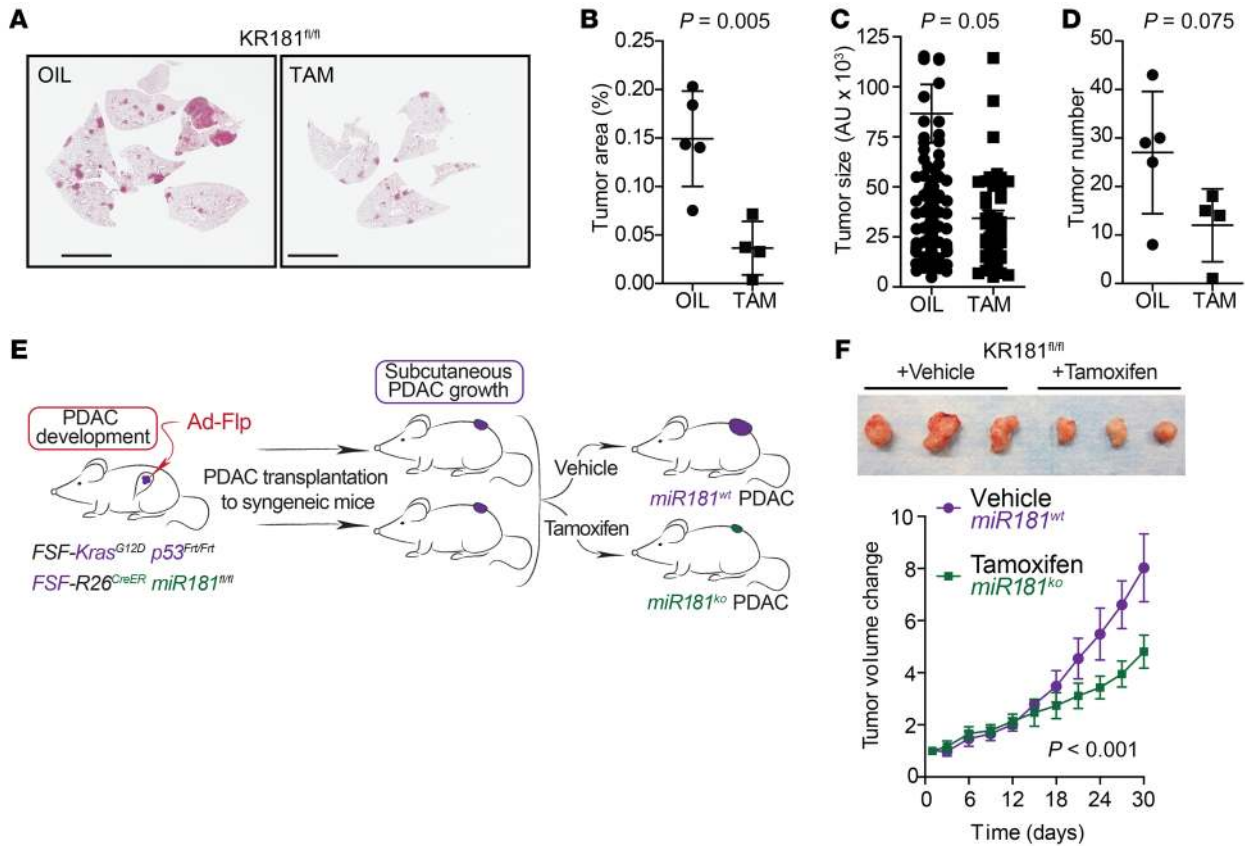 A
KR181fl/fl
OIL
TAM
B
P = 0.005
Tumor area (%)
0.25
0.20
0.15
0.10
0.05
0.00
OIL TAM
C
P = 0.05
Tumor size (AU x 10³)
125
100
75
50
25
0
OIL TAM
D
P = 0.075
Tumor number
50
40
30
20
10
0
OIL TAM
E
PDAC
development
Ad-Flp
FSF-KrasG12D p53Frt/Frt
FSF-R26CreER miR181fl/fl
PDAC transplantation
to syngeneic mice
Subcutaneous
PDAC growth
Vehicle
Tamoxifen
miR181wt PDAC
miR181ko PDAC
F
KR181fl/fl
+Vehicle +Tamoxifen
Vehicle
miR181wt
Tamoxifen
miR181ko
Tumor volume change
10
8
6
4
2
0
P < 0.001
0 6 12 18 24 30
Time (days)